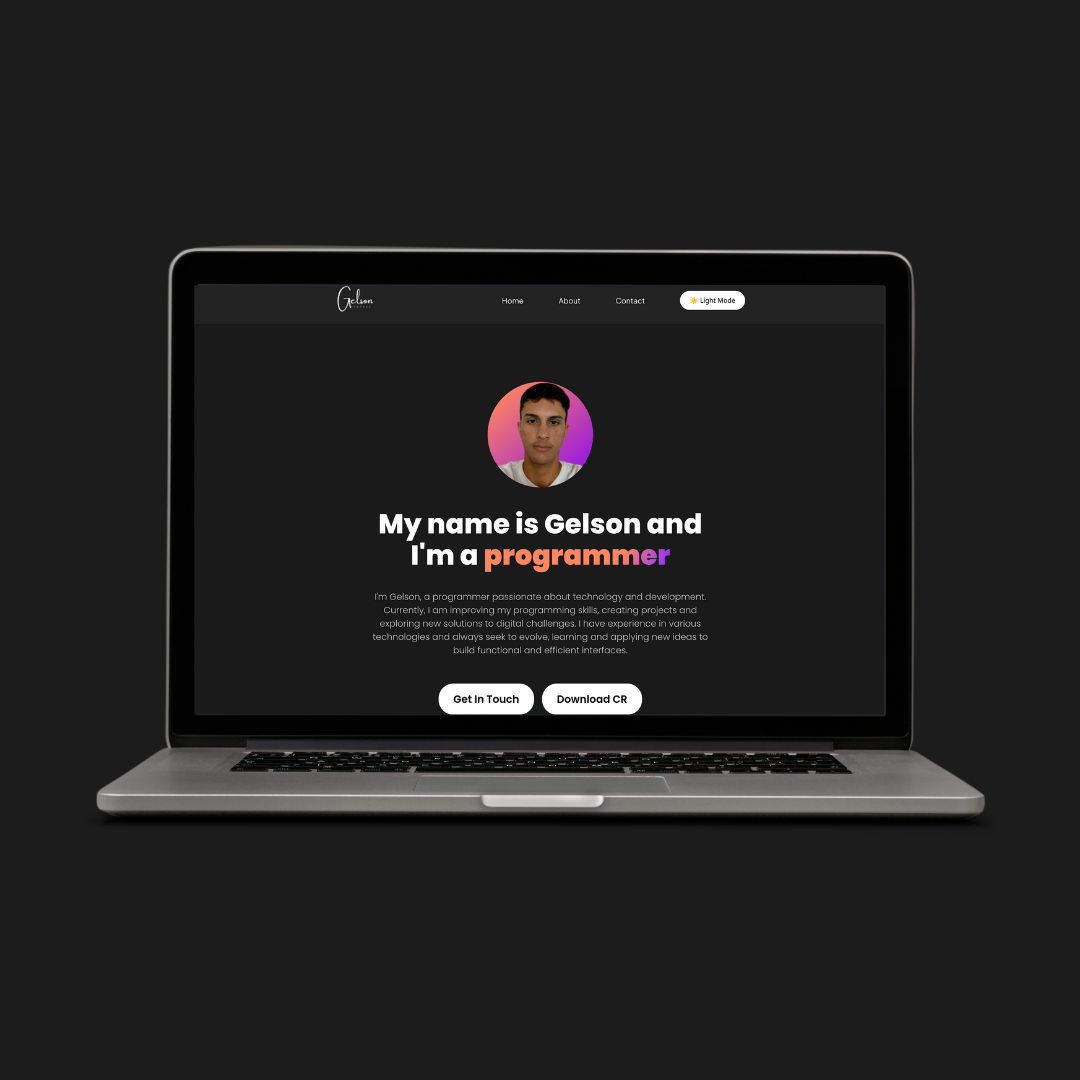 Gelson
Home About Contact ☀️ Light Mode
My name is Gelson and
I'm a programmer
I'm Gelson, a programmer passionate about technology and development.
Currently, I am improving my programming skills, creating projects and
exploring new solutions to digital challenges. I have experience in various
technologies and always seek to evolve, learning and applying new ideas to
build functional and efficient interfaces.
Get In Touch Download CR